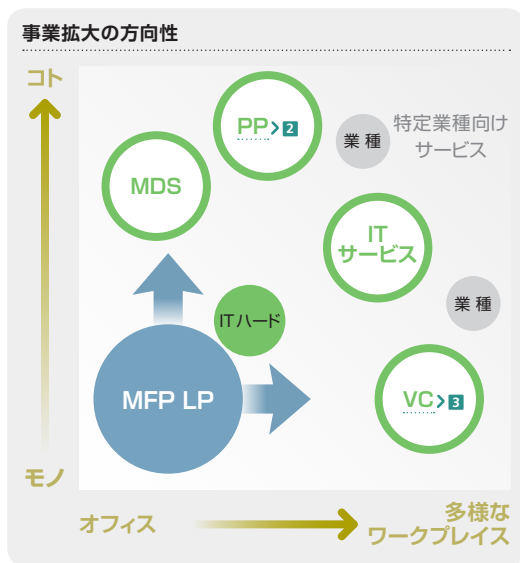 事業拡大の方向性
コト
PP>2
業種
特定業種向け
サービス
MDS
IT
サービス
ITハード
業種
MFP LP
VC>3
モノ
オフィス
多様な
ワークプレイス